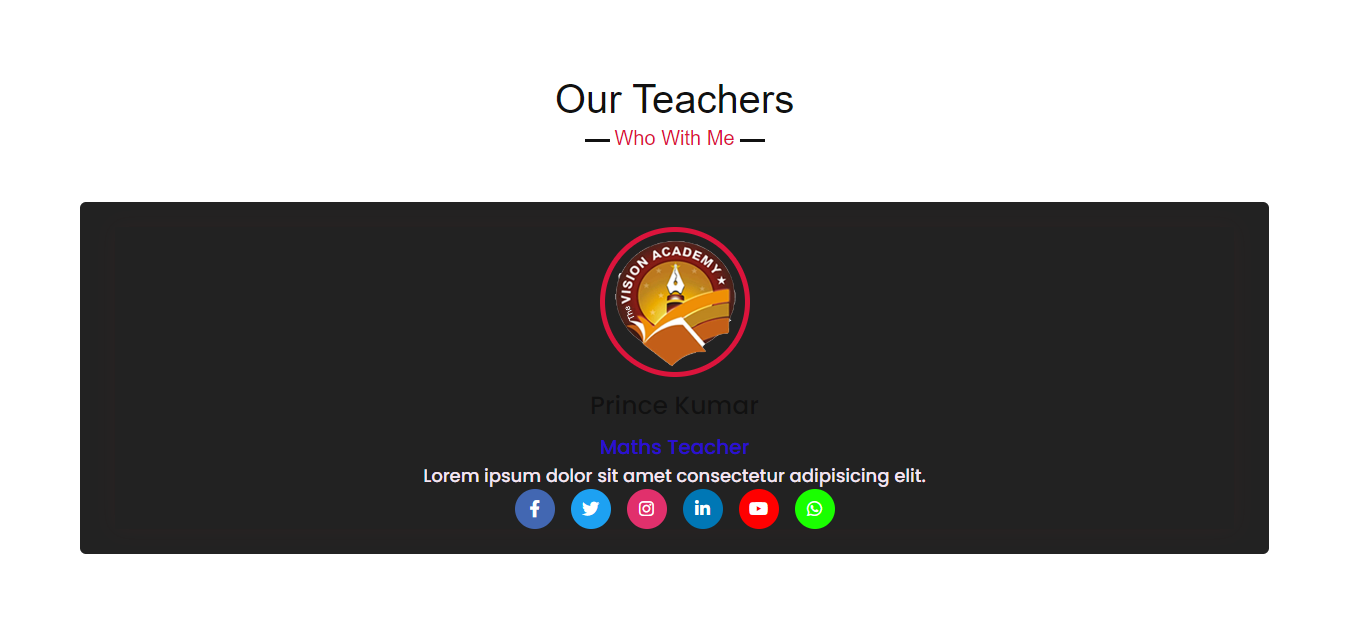 Our Teachers
Who With Me
The VISION ACADEMY
Prince Kumar
Maths Teacher
Lorem ipsum dolor sit amet consectetur adipisicing elit.